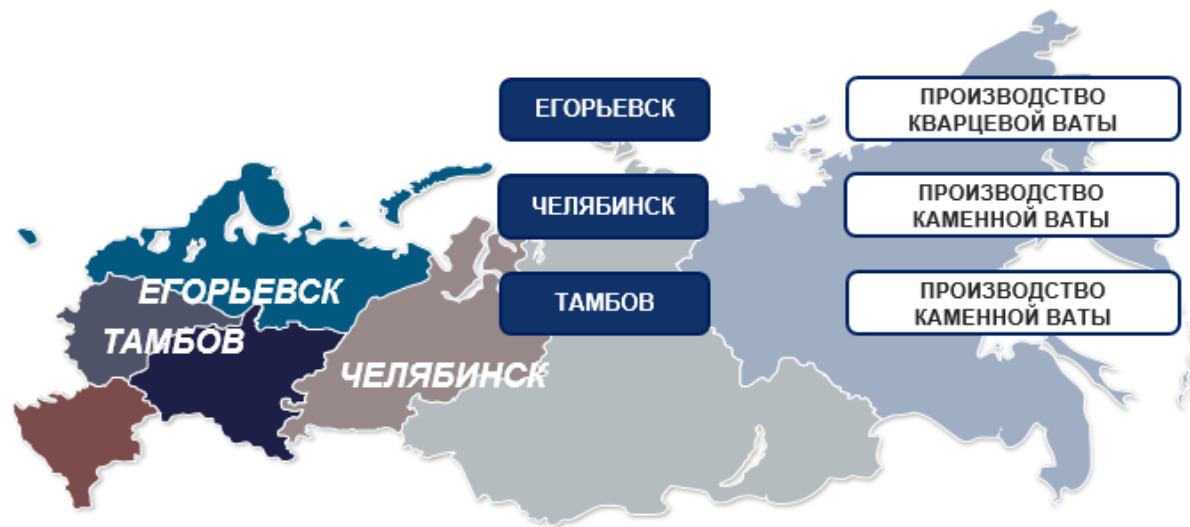 ЕГОРЬЕВСК
ПРОИЗВОДСТВО
КВАРЦЕВОЙ ВАТЫ
ЧЕЛЯБИНСК
ПРОИЗВОДСТВО
КАМЕННОЙ ВАТЫ
ТАМБОВ
ПРОИЗВОДСТВО
КАМЕННОЙ ВАТЫ
ЕГОРЬЕВСК
ТАМБОВ
ЧЕЛЯБИНСК